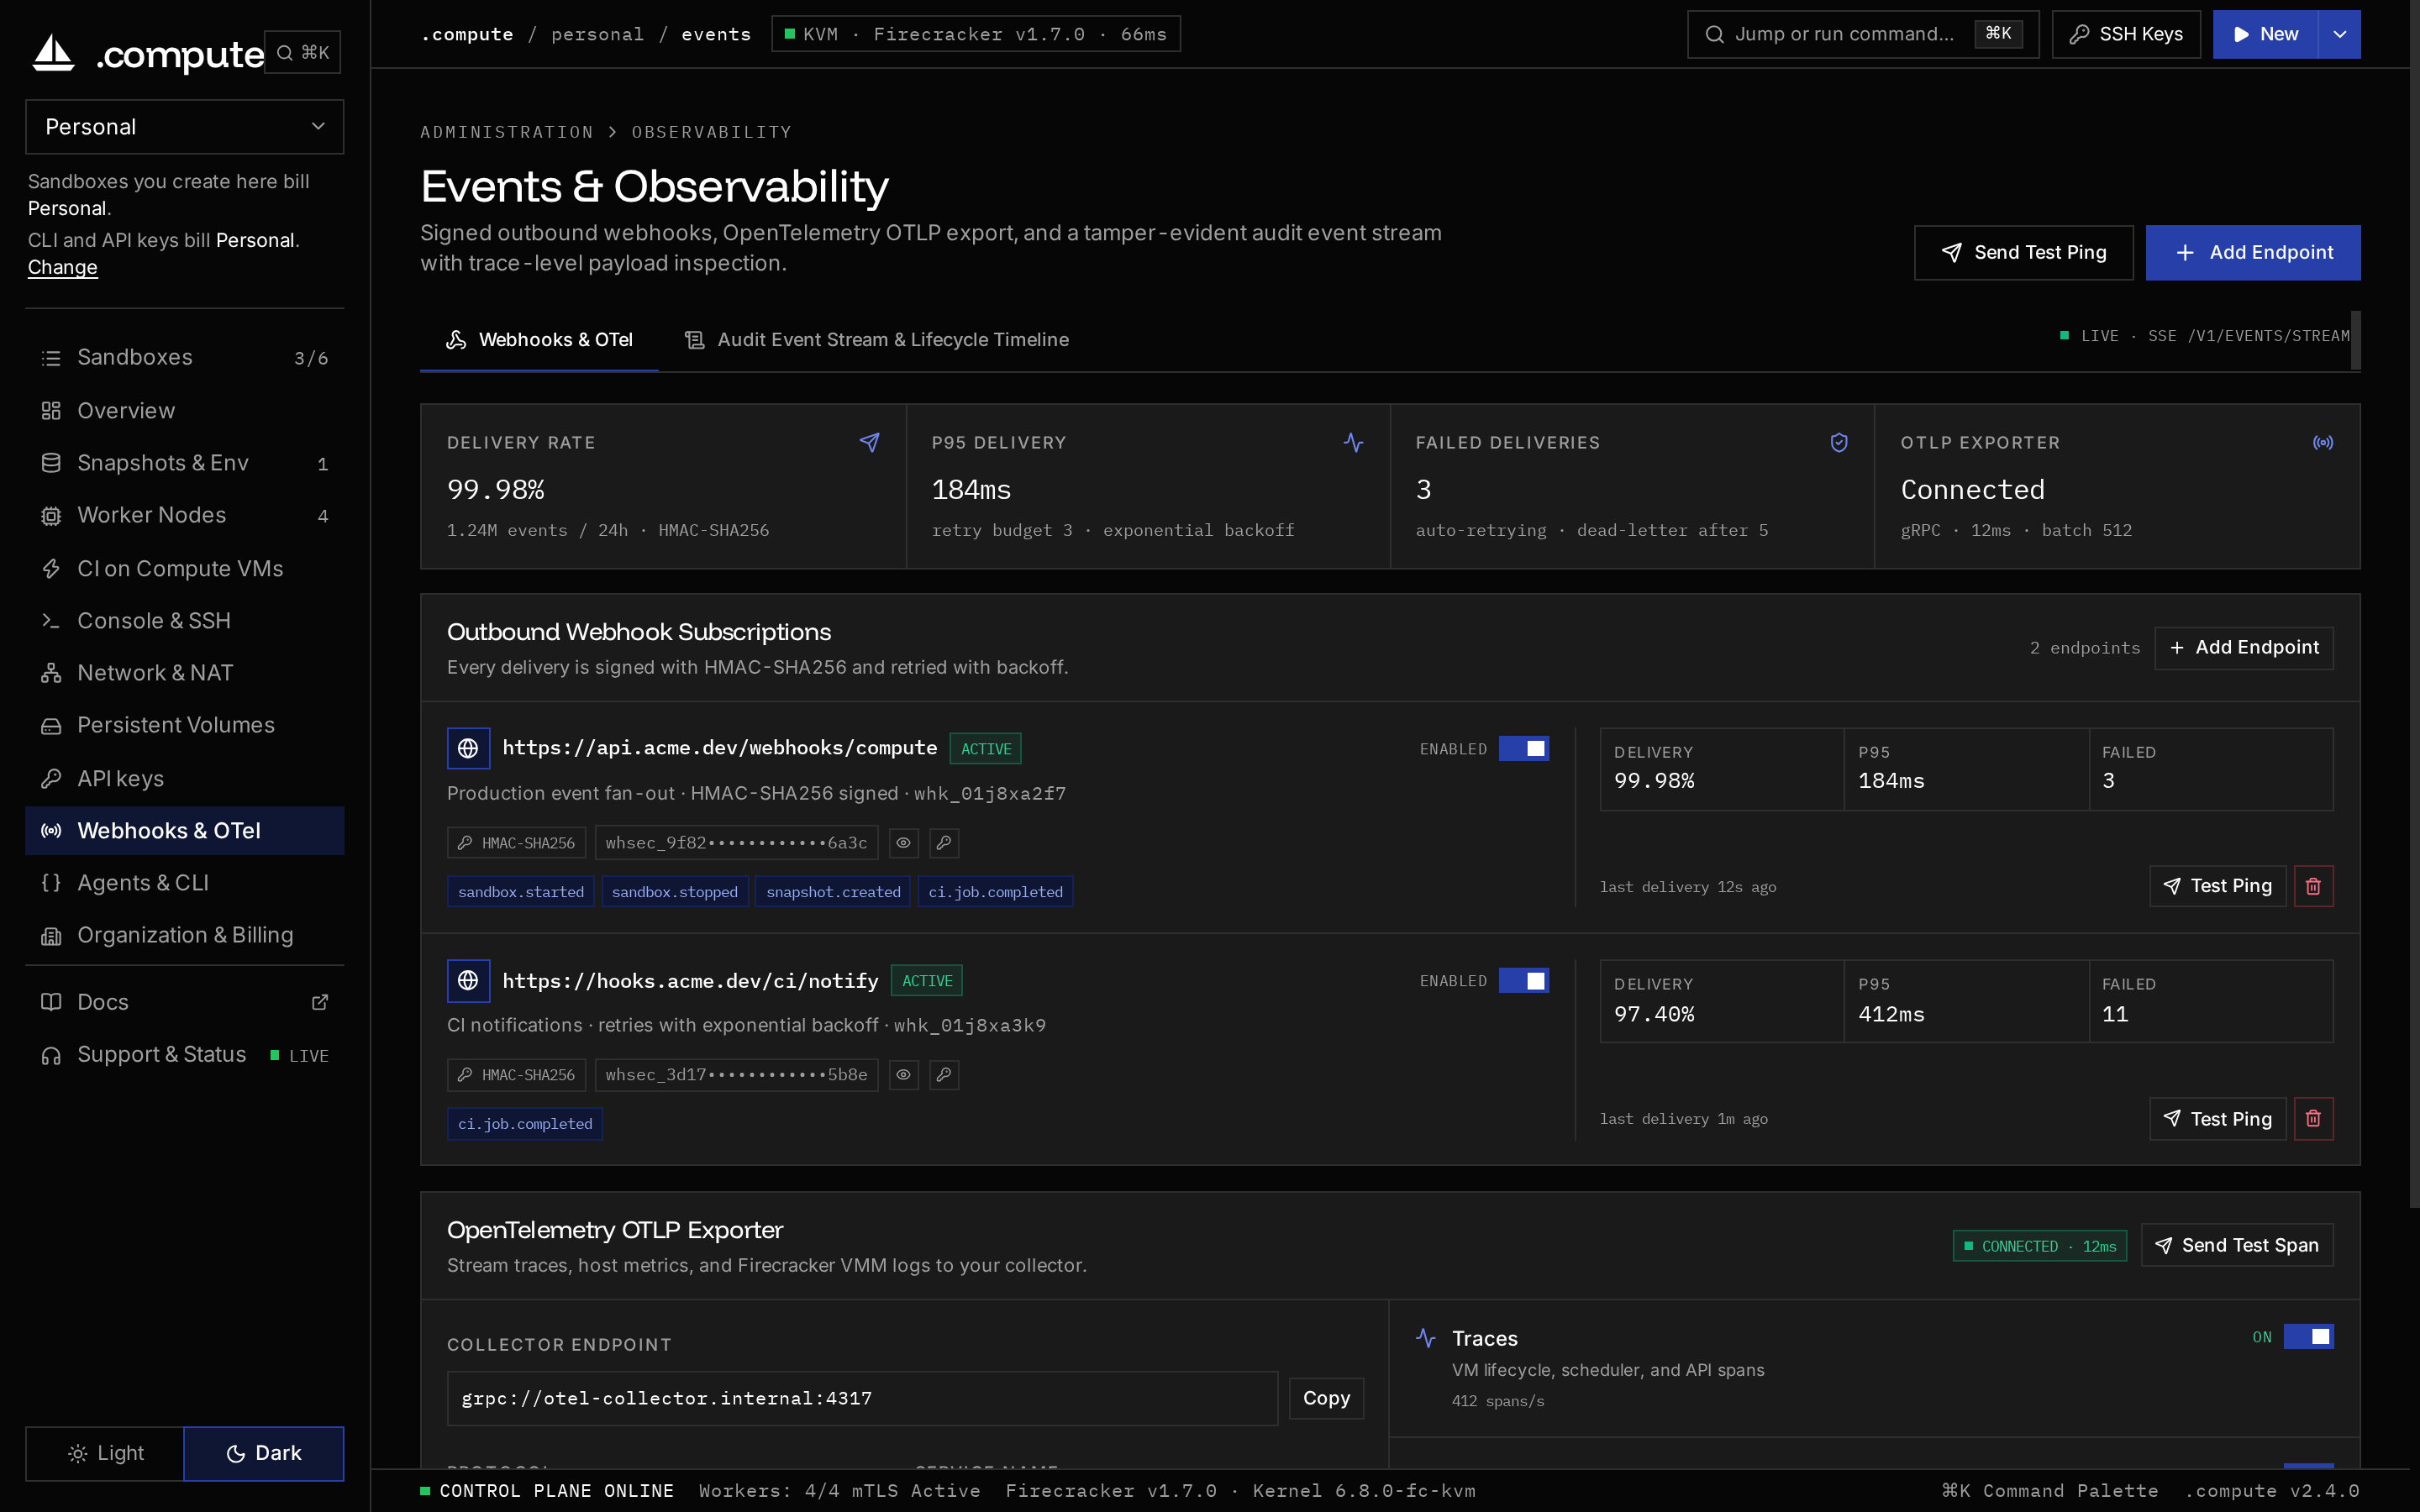 .compute
⌘K
Personal
Sandboxes you create here bill
Personal.
CLI and API keys bill Personal.
Change
Sandboxes 3/6
Overview
Snapshots & Env 1
Worker Nodes 4
CI on Compute VMs
Console & SSH
Network & NAT
Persistent Volumes
API keys
Webhooks & OTel
Agents & CLI
Organization & Billing
Docs
Support & Status LIVE
Light Dark
.compute / personal / events KVM · Firecracker v1.7.0 · 66ms
Jump or run command... ⌘K SSH Keys New
ADMINISTRATION > OBSERVABILITY
Events & Observability
Signed outbound webhooks, OpenTelemetry OTLP export, and a tamper-evident audit event stream
with trace-level payload inspection.
Send Test Ping Add Endpoint
Webhooks & OTel Audit Event Stream & Lifecycle Timeline LIVE · SSE /V1/EVENTS/STREAM
DELIVERY RATE
99.98%
1.24M events / 24h · HMAC-SHA256
P95 DELIVERY
184ms
retry budget 3 · exponential backoff
FAILED DELIVERIES
3
auto-retrying · dead-letter after 5
OTLP EXPORTER
Connected
gRPC · 12ms · batch 512
Outbound Webhook Subscriptions
Every delivery is signed with HMAC-SHA256 and retried with backoff.
2 endpoints Add Endpoint
https://api.acme.dev/webhooks/compute ACTIVE ENABLED
Production event fan-out · HMAC-SHA256 signed · whk_01j8xa2f7
HMAC-SHA256 whsec_9f82••••••••••••6a3c
sandbox.started sandbox.stopped snapshot.created ci.job.completed
DELIVERY P95 FAILED
99.98% 184ms 3
last delivery 12s ago Test Ping
https://hooks.acme.dev/ci/notify ACTIVE ENABLED
CI notifications · retries with exponential backoff · whk_01j8xa3k9
HMAC-SHA256 whsec_3d17••••••••••••5b8e
ci.job.completed
DELIVERY P95 FAILED
97.40% 412ms 11
last delivery 1m ago Test Ping
OpenTelemetry OTLP Exporter
Stream traces, host metrics, and Firecracker VMM logs to your collector.
CONNECTED · 12ms Send Test Span
COLLECTOR ENDPOINT
grpc://otel-collector.internal:4317 Copy
PROTOCOL SERVICE NAME
Traces ON
VM lifecycle, scheduler, and API spans
412 spans/s
CONTROL PLANE ONLINE Workers: 4/4 mTLS Active Firecracker v1.7.0 · Kernel 6.8.0-fc-kvm ⌘K Command Palette .compute v2.4.0